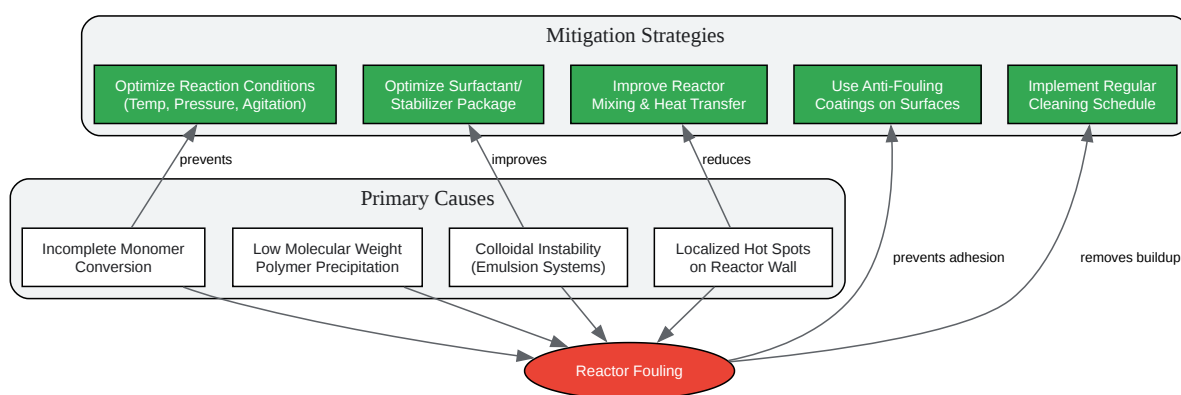 Mitigation Strategies
Optimize Reaction Conditions
(Temp, Pressure, Agitation)
Optimize Surfactant/
Stabilizer Package
Improve Reactor
Mixing & Heat Transfer
Use Anti-Fouling
Coatings on Surfaces
Implement Regular
Cleaning Schedule
prevents
improves
reduces
Primary Causes
Incomplete Monomer
Conversion
Low Molecular Weight
Polymer Precipitation
Colloidal Instability
(Emulsion Systems)
Localized Hot Spots
on Reactor Wall
prevents adhesion
removes buildup
Reactor Fouling